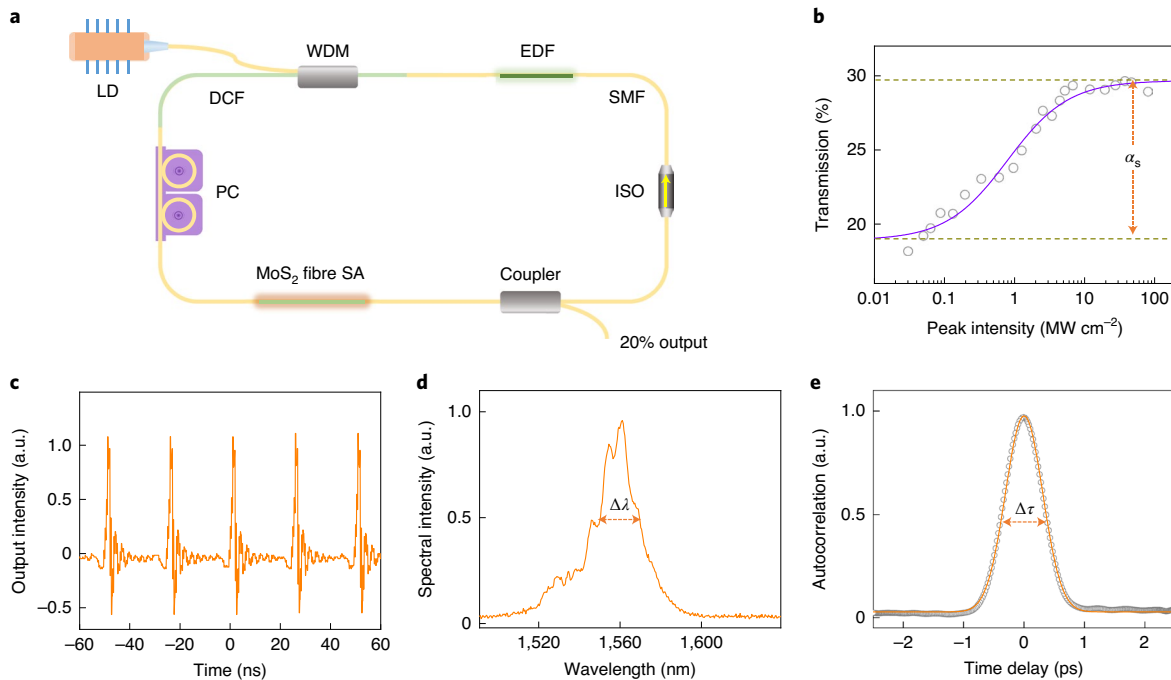 a
LD
WDM
EDF
DCF
SMF
PC
ISO
MoS₂ fibre SA
Coupler
20% output
b
Transmission (%)
30
25
20
18
αs
0.01 0.1 1 10 100
Peak intensity (MW cm⁻²)
c
Output intensity (a.u.)
1.0
0.5
0
–0.5
–60 –40 –20 0 20 40 60
Time (ns)
d
Spectral intensity (a.u.)
1.0
0.5
0
Δλ
1,520 1,560 1,600
Wavelength (nm)
e
Autocorrelation (a.u.)
1.0
0.5
0
Δτ
–2 –1 0 1 2
Time delay (ps)